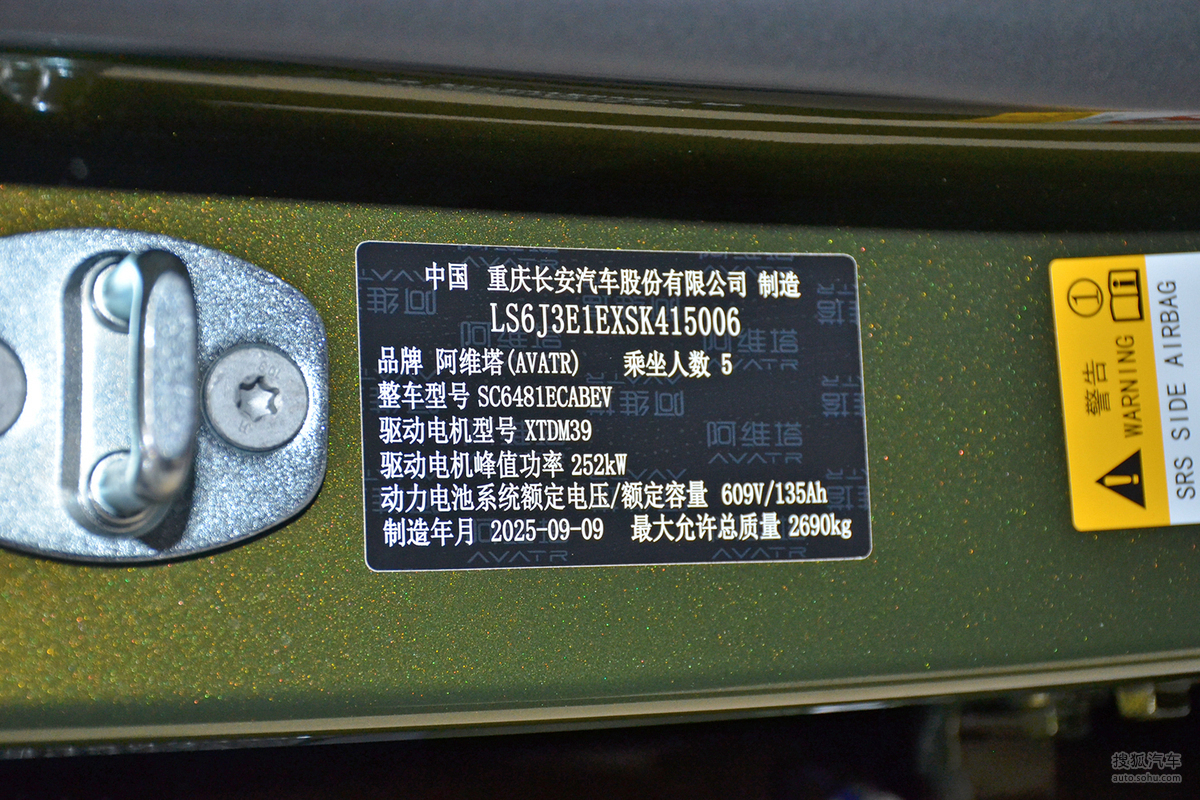 中国 重庆长安汽车股份有限公司 制造
LS6J3E1EXSK415006
品牌 阿维塔(AVATR) 乘坐人数 5
整车型号 SC6481ECABEV
驱动电机型号 XTDM39
驱动电机峰值功率 252kW
动力电池系统额定电压/额定容量 609V/135Ah
制造年月 2025-09-09 最大允许总质量 2690kg
阿维塔
AVATR
警告
WARNING
SRS SIDE AIRBAG
搜狐汽车
auto.sohu.com